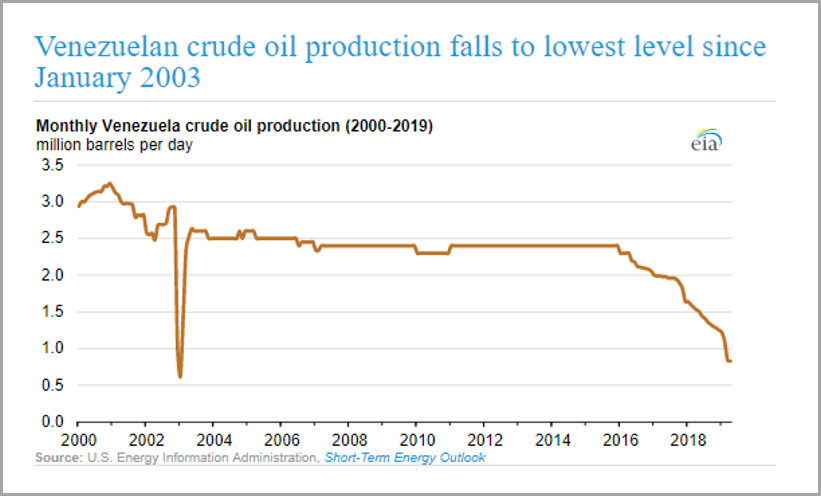 Venezuelan crude oil production falls to lowest level since
January 2003
Monthly Venezuela crude oil production (2000-2019)
million barrels per day
eia
3.5
3.0
2.5
2.0
1.5
1.0
0.5
0.0
2000 2002 2004 2006 2008 2010 2012 2014 2016 2018
Source: U.S. Energy Information Administration, Short-Term Energy Outlook